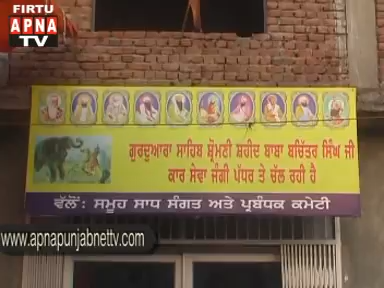 FIRTU
APNA
TV
ਗੁਰਦੁਆਰਾ ਸਾਹਿਬ ਸ਼੍ਰੋਮਣੀ ਸ਼ਹੀਦ ਬਾਬਾ ਬਚਿੱਤਰ ਸਿੰਘ ਜੀ
ਕਾਰ ਸੇਵਾ ਜੰਗੀ ਪੱਧਰ ਤੇ ਚੱਲ ਰਹੀ ਹੈ
ਵੱਲੋਂ: ਸਮੂਹ ਸਾਧ ਸੰਗਤ ਅਤੇ ਪ੍ਰਬੰਧਕ ਕਮੇਟੀ
www.apnapunjabnettv.com